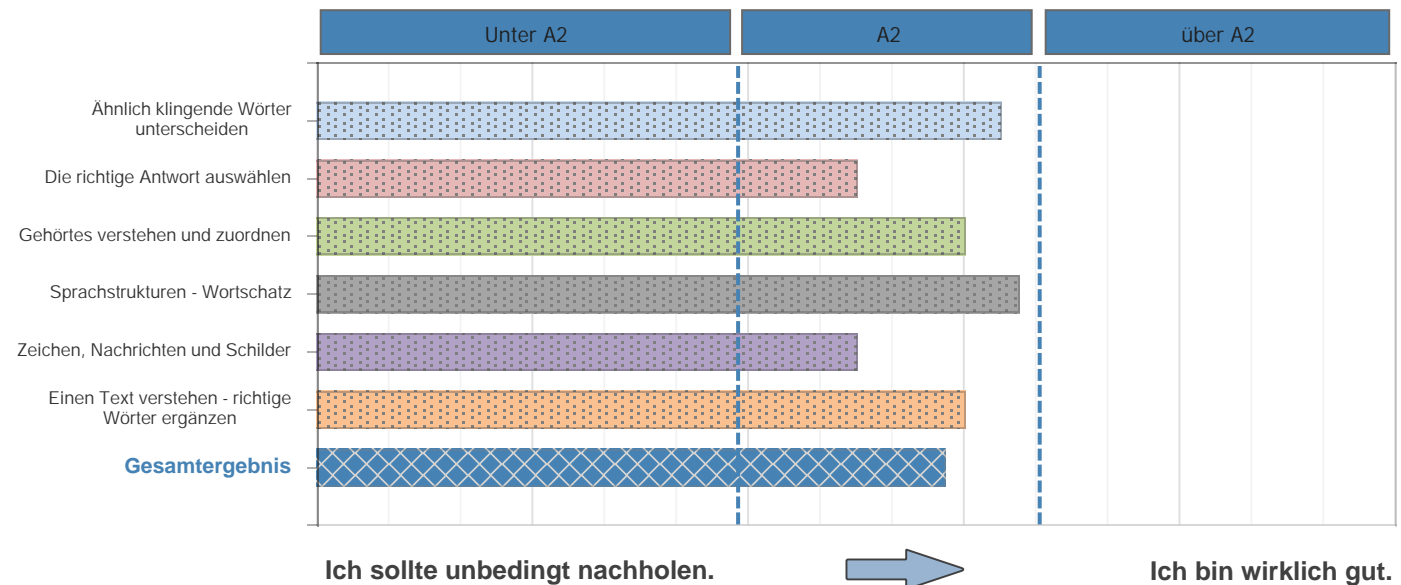 Unter A2
A2
über A2
Ähnlich klingende Wörter
unterscheiden
Die richtige Antwort auswählen
Gehörtes verstehen und zuordnen
Sprachstrukturen - Wortschatz
Zeichen, Nachrichten und Schilder
Einen Text verstehen - richtige
Wörter ergänzen
Gesamtergebnis
Ich sollte unbedingt nachholen.
Ich bin wirklich gut.